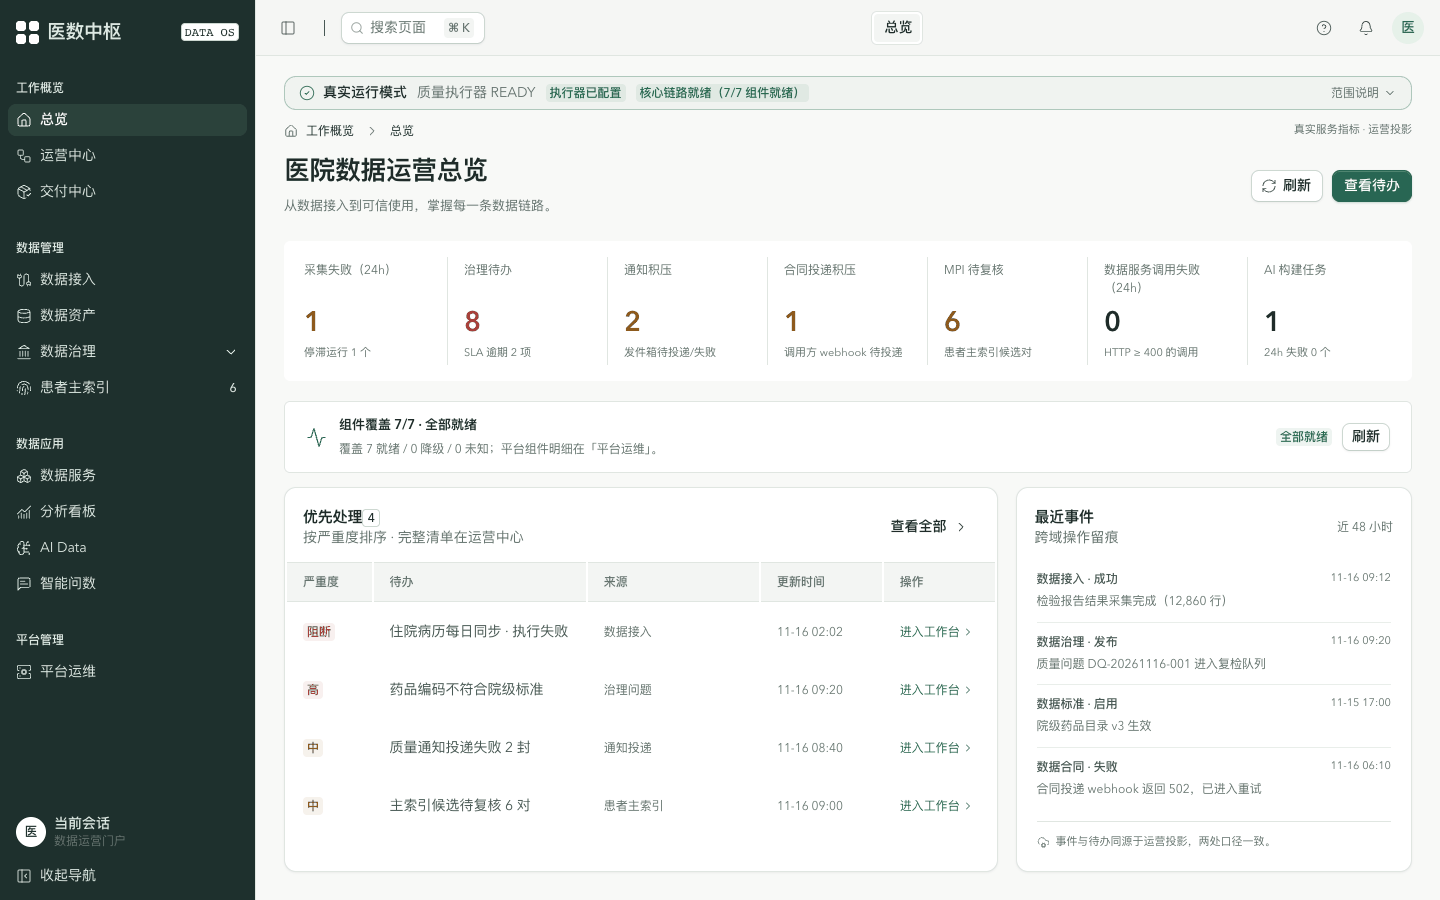 医数中枢
DATA OS
工作概览
总览
运营中心
交付中心
数据管理
数据接入
数据资产
数据治理
患者主索引
6
数据应用
数据服务
分析看板
AI Data
智能问数
平台管理
平台运维
医
当前会话
数据运营门户
收起导航
搜索页面
⌘ K
总览
医
真实运行模式
质量执行器 READY
执行器已配置
核心链路就绪（7/7 组件就绪）
范围说明
工作概览
总览
真实服务指标 · 运营投影
医院数据运营总览
从数据接入到可信使用，掌握每一条数据链路。
刷新
查看待办
采集失败（24h）
1
停滞运行 1 个
治理待办
8
SLA 逾期 2 项
通知积压
2
发件箱待投递/失败
合同投递积压
1
调用方 webhook 待投递
MPI 待复核
6
患者主索引候选对
数据服务调用失败
（24h）
0
HTTP ≥ 400 的调用
AI 构建任务
1
24h 失败 0 个
组件覆盖 7/7 · 全部就绪
覆盖 7 就绪 / 0 降级 / 0 未知；平台组件明细在「平台运维」。
全部就绪
刷新
优先处理
4
按严重度排序 · 完整清单在运营中心
查看全部
严重度
待办
来源
更新时间
操作
阻断
住院病历每日同步 · 执行失败
数据接入
11-16 02:02
进入工作台
高
药品编码不符合院级标准
治理问题
11-16 09:20
进入工作台
中
质量通知投递失败 2 封
通知投递
11-16 08:40
进入工作台
中
主索引候选待复核 6 对
患者主索引
11-16 09:00
进入工作台
最近事件
跨域操作留痕
近 48 小时
数据接入 · 成功
11-16 09:12
检验报告结果采集完成（12,860 行）
数据治理 · 发布
11-16 09:20
质量问题 DQ-20261116-001 进入复检队列
数据标准 · 启用
11-15 17:00
院级药品目录 v3 生效
数据合同 · 失败
11-16 06:10
合同投递 webhook 返回 502，已进入重试
事件与待办同源于运营投影，两处口径一致。